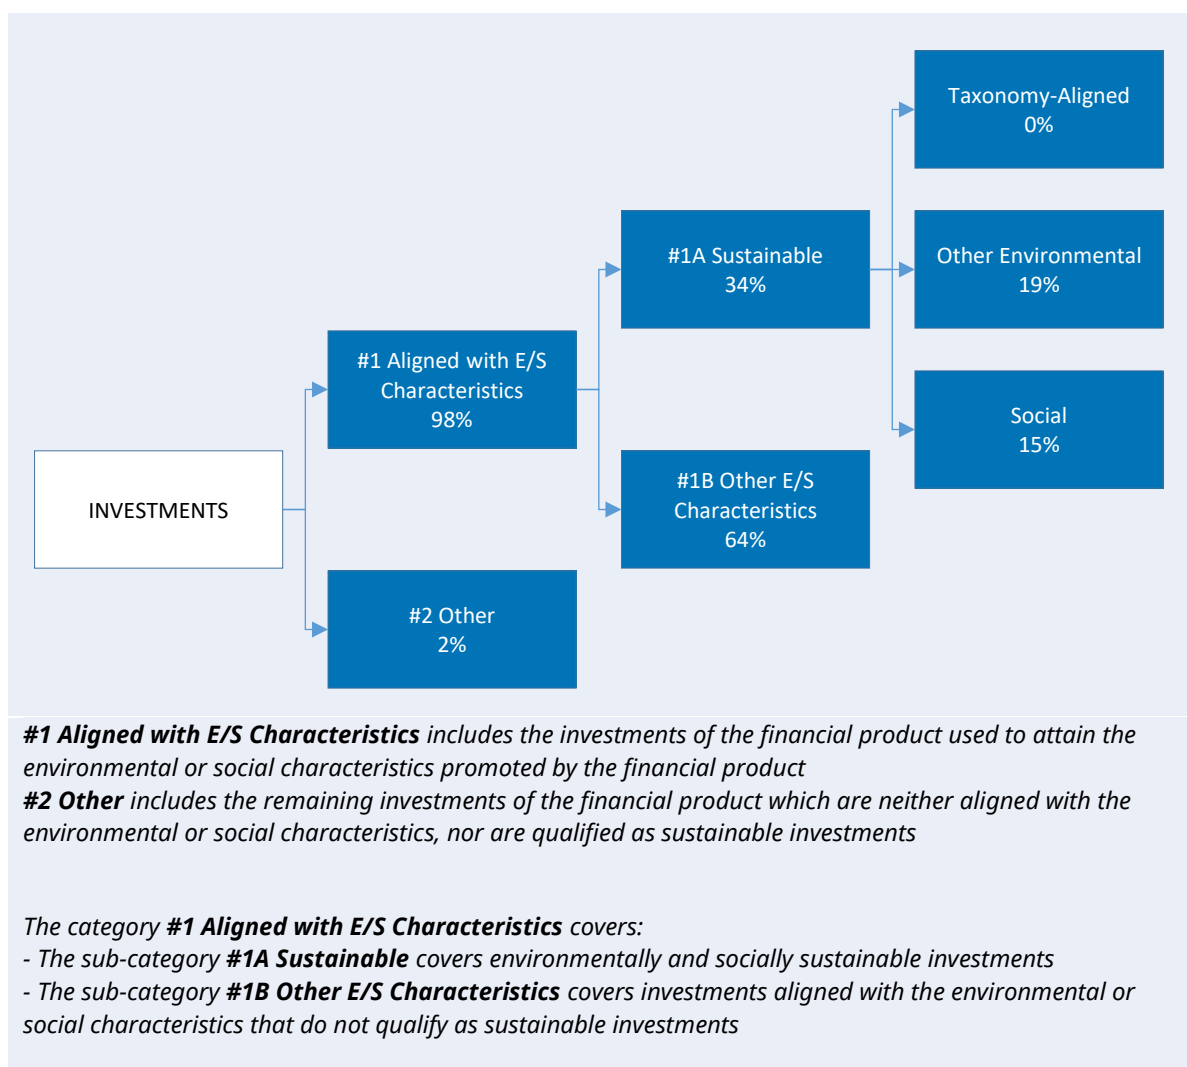 Taxonomy-Aligned
0%
#1A Sustainable
34%
Other Environmental
19%
#1 Aligned with E/S
Characteristics
98%
Social
15%
INVESTMENTS
#1B Other E/S
Characteristics
64%
#2 Other
2%
#1 Aligned with E/S Characteristics includes the investments of the financial product used to attain the
environmental or social characteristics promoted by the financial product
#2 Other includes the remaining investments of the financial product which are neither aligned with the
environmental or social characteristics, nor are qualified as sustainable investments
The category #1 Aligned with E/S Characteristics covers:
- The sub-category #1A Sustainable covers environmentally and socially sustainable investments
- The sub-category #1B Other E/S Characteristics covers investments aligned with the environmental or
social characteristics that do not qualify as sustainable investments